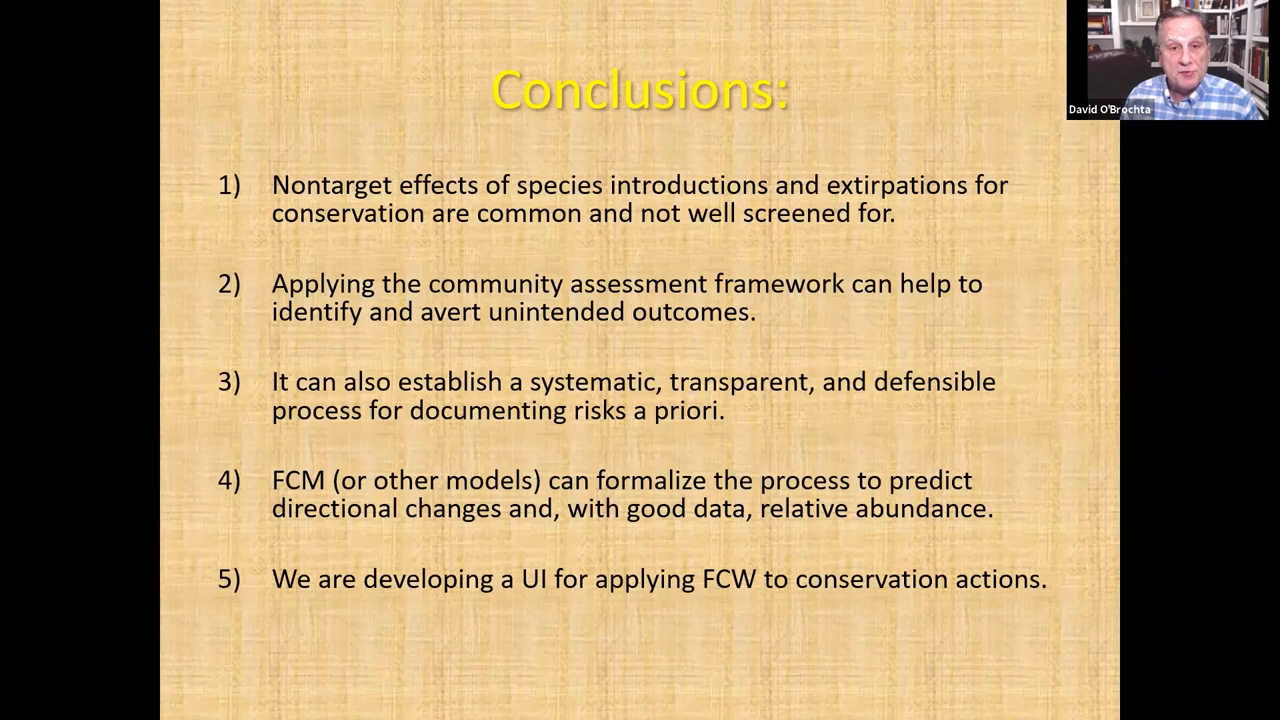 Conclusions:
David O'Brochta
1) Nontarget effects of species introductions and extirpations for
conservation are common and not well screened for.
2) Applying the community assessment framework can help to
identify and avert unintended outcomes.
3) It can also establish a systematic, transparent, and defensible
process for documenting risks a priori.
4) FCM (or other models) can formalize the process to predict
directional changes and, with good data, relative abundance.
5) We are developing a UI for applying FCW to conservation actions.